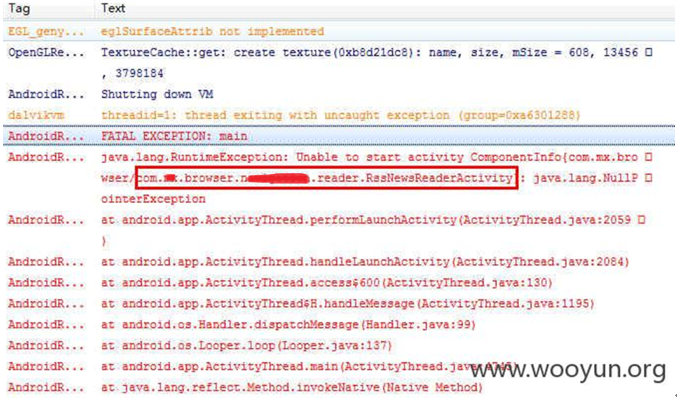 Tag Text
EGL_geny... eglSurfaceAttrib not implemented
OpenGLRe... TextureCache::get: create texture(0xb8d21dc8): name, size, mSize = 608, 13456
, 3798184
AndroidR... Shutting down VM
dalvikvm threadid=1: thread exiting with uncaught exception (group=0xa6301288)
AndroidR... FATAL EXCEPTION: main
AndroidR... java.lang.RuntimeException: Unable to start activity ComponentInfo{com.mx.bro
wser/com. .browser. .reader.RssNewsReaderActivity : java.lang.NullP
ointerException
AndroidR... at android.app.ActivityThread.performLaunchActivity(ActivityThread.java:2059
)
AndroidR... at android.app.ActivityThread.handleLaunchActivity(ActivityThread.java:2084)
AndroidR... at android.app.ActivityThread.access$600(ActivityThread.java:130)
AndroidR... at android.app.ActivityThread$H.handleMessage(ActivityThread.java:1195)
AndroidR... at android.os.Handler.dispatchMessage(Handler.java:99)
AndroidR... at android.os.Looper.loop(Looper.java:137)
AndroidR... at android.app.ActivityThread.main(ActivityThread.java:4745)
AndroidR... at java.lang.reflect.Method.invokeNative(Native Method)
www.wooyun.org